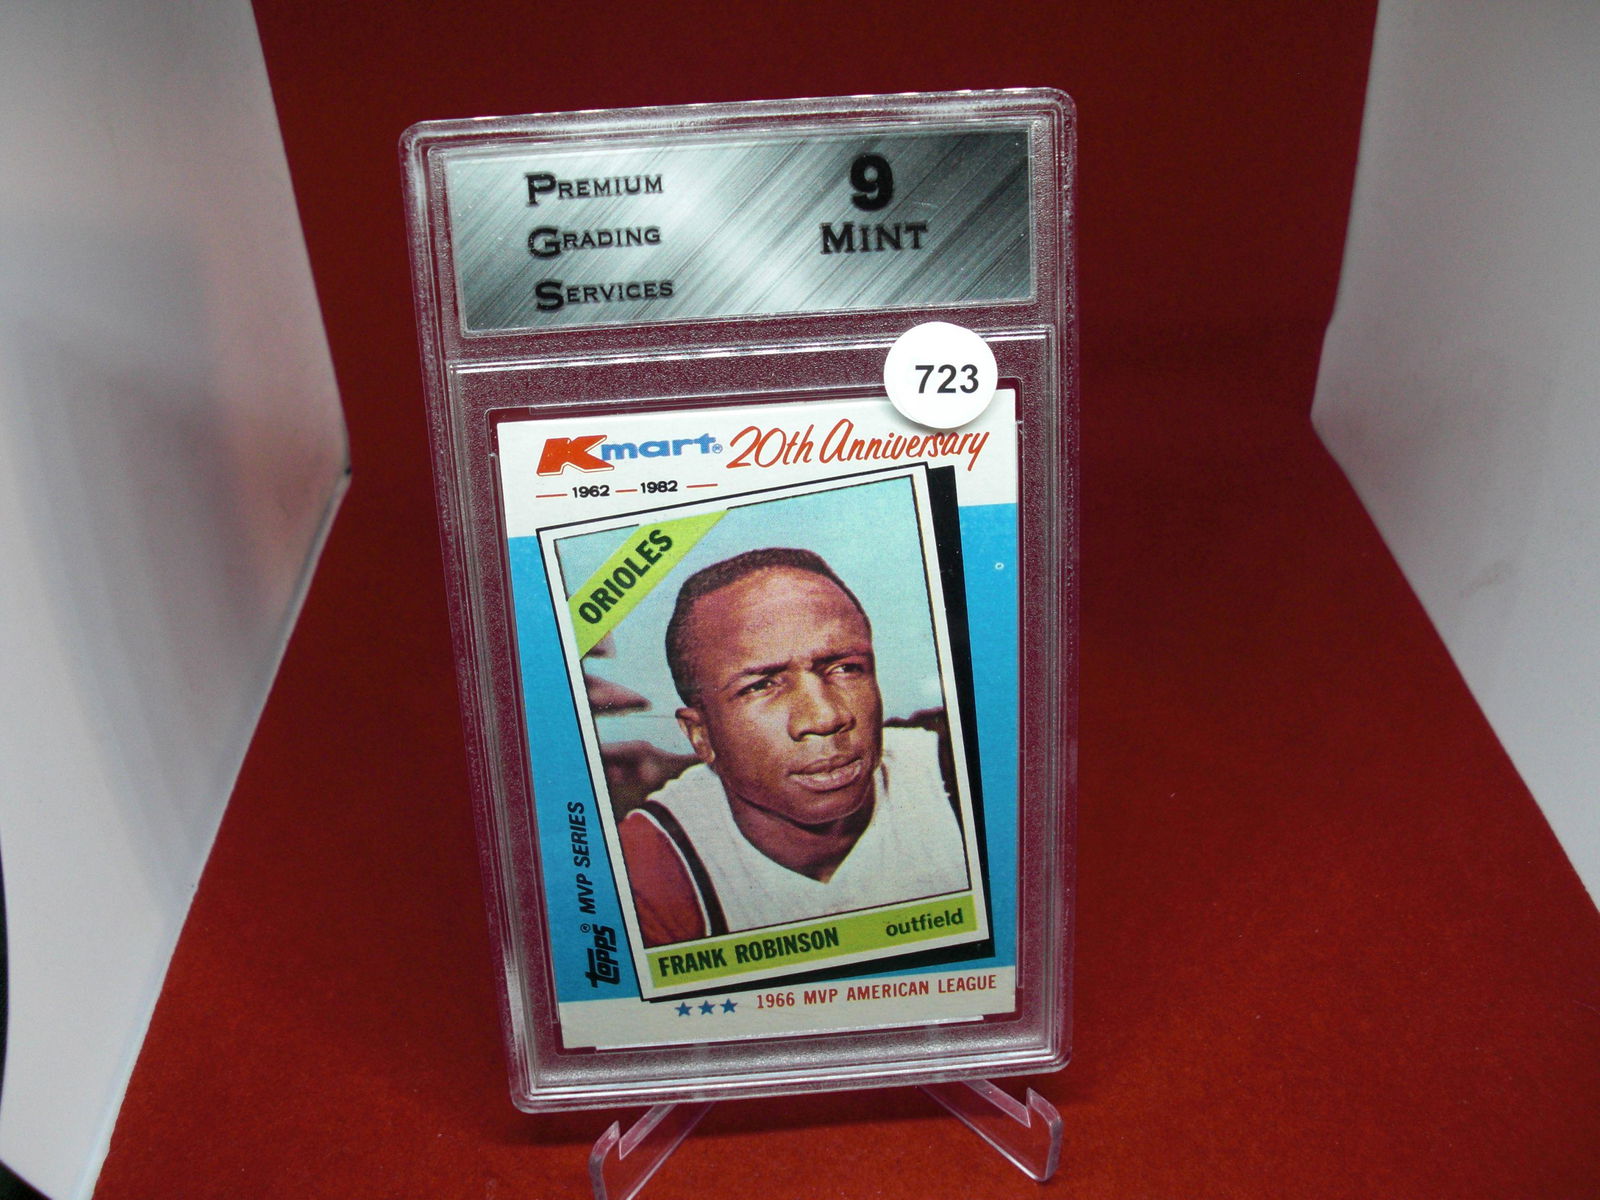 PREMIUM
GRADING
SERVICES
9
MINT
723
Kmart® 20th Anniversary
1962 — 1982
ORIOLES
TOPPS® MVP SERIES
FRANK ROBINSON outfield
★★★ 1966 MVP AMERICAN LEAGUE